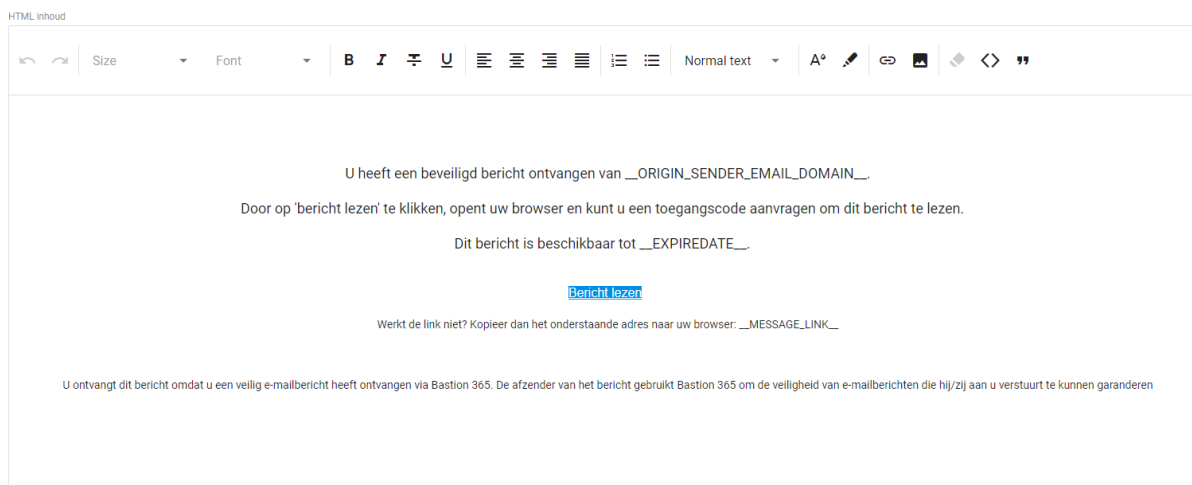 HTML inhoud
Size Font B I U Normal text
U heeft een beveiligd bericht ontvangen van __ORIGIN_SENDER_EMAIL_DOMAIN__.
Door op 'bericht lezen' te klikken, opent uw browser en kunt u een toegangscode aanvragen om dit bericht te lezen.
Dit bericht is beschikbaar tot __EXPIREDATE__.
Bericht lezen
Werkt de link niet? Kopieer dan het onderstaande adres naar uw browser: __MESSAGE_LINK__
U ontvangt dit bericht omdat u een veilig e-mailbericht heeft ontvangen via Bastion 365. De afzender van het bericht gebruikt Bastion 365 om de veiligheid van e-mailberichten die hij/zij aan u verstuurt te kunnen garanderen